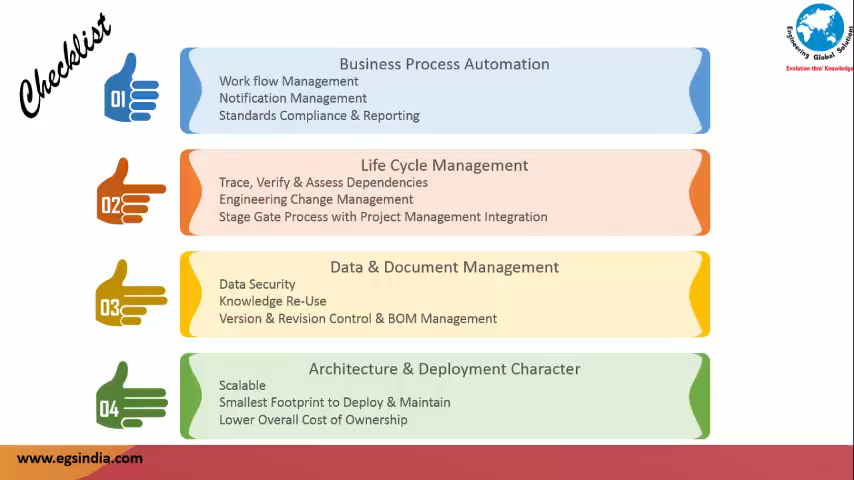 Checklist
Engineering Global Solutions
Evolution thro' Knowledge
01
Business Process Automation
Work flow Management
Notification Management
Standards Compliance & Reporting
02
Life Cycle Management
Trace, Verify & Assess Dependencies
Engineering Change Management
Stage Gate Process with Project Management Integration
03
Data & Document Management
Data Security
Knowledge Re-Use
Version & Revision Control & BOM Management
04
Architecture & Deployment Character
Scalable
Smallest Footprint to Deploy & Maintain
Lower Overall Cost of Ownership
www.egsindia.com